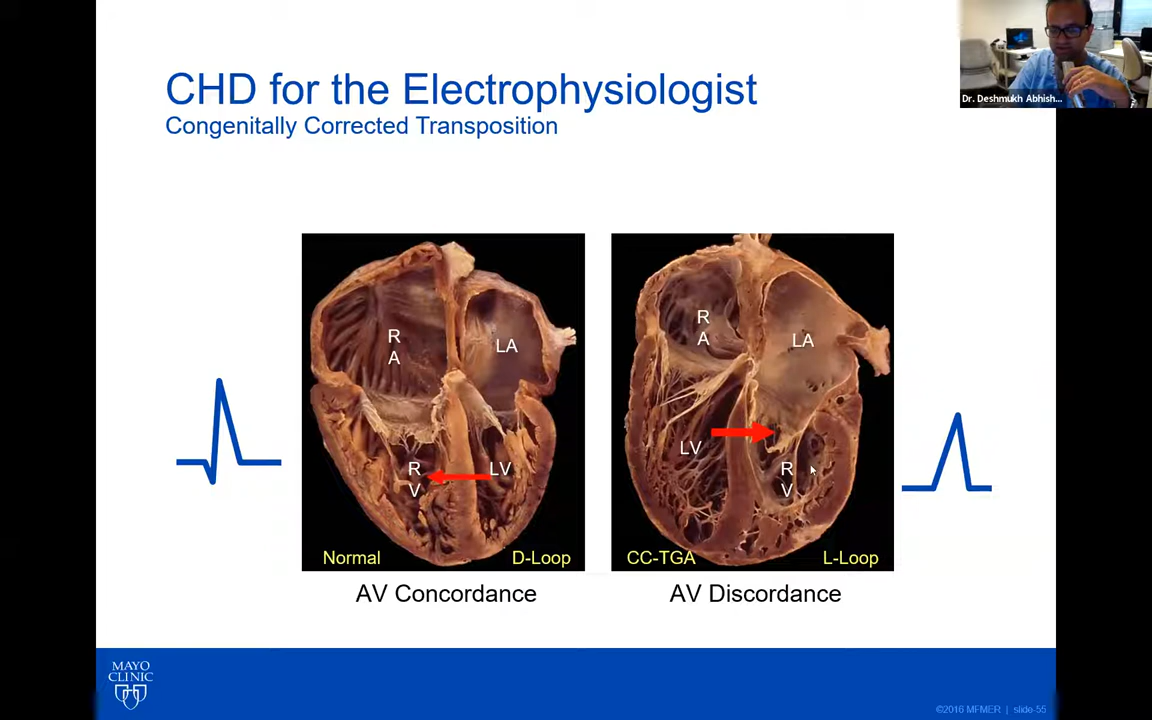 CHD for the Electrophysiologist
Congenitally Corrected Transposition
Dr. Deshmukh Abhish...
R
A
LA
R
V
LV
Normal
D-Loop
R
A
LA
LV
R
V
CC-TGA
L-Loop
AV Concordance
AV Discordance
MAYO
CLINIC
©2016 MFMER | slide-55